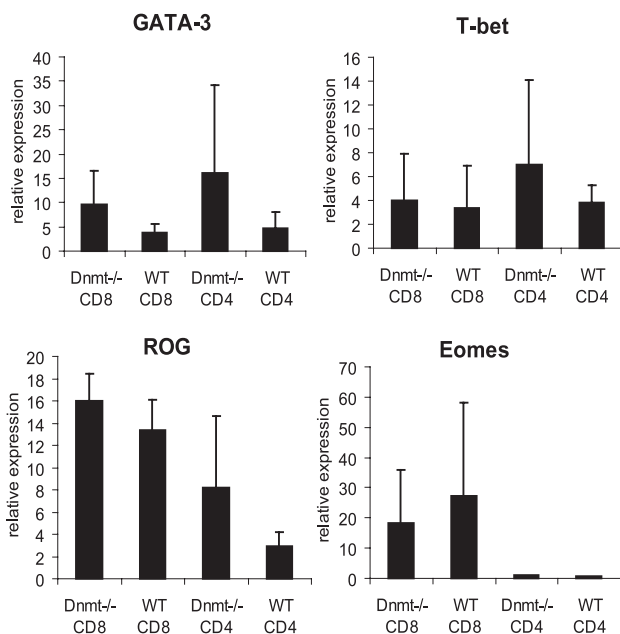 GATA-3
relative expression
40
35
30
25
20
15
10
5
0
Dnmt-/- CD8
WT CD8
Dnmt-/- CD4
WT CD4
T-bet
relative expression
16
14
12
10
8
6
4
2
0
Dnmt-/- CD8
WT CD8
Dnmt-/- CD4
WT CD4
ROG
relative expression
20
18
16
14
12
10
8
6
4
2
0
Dnmt-/- CD8
WT CD8
Dnmt-/- CD4
WT CD4
Eomes
relative expression
70
60
50
40
30
20
10
0
Dnmt-/- CD8
WT CD8
Dnmt-/- CD4
WT CD4